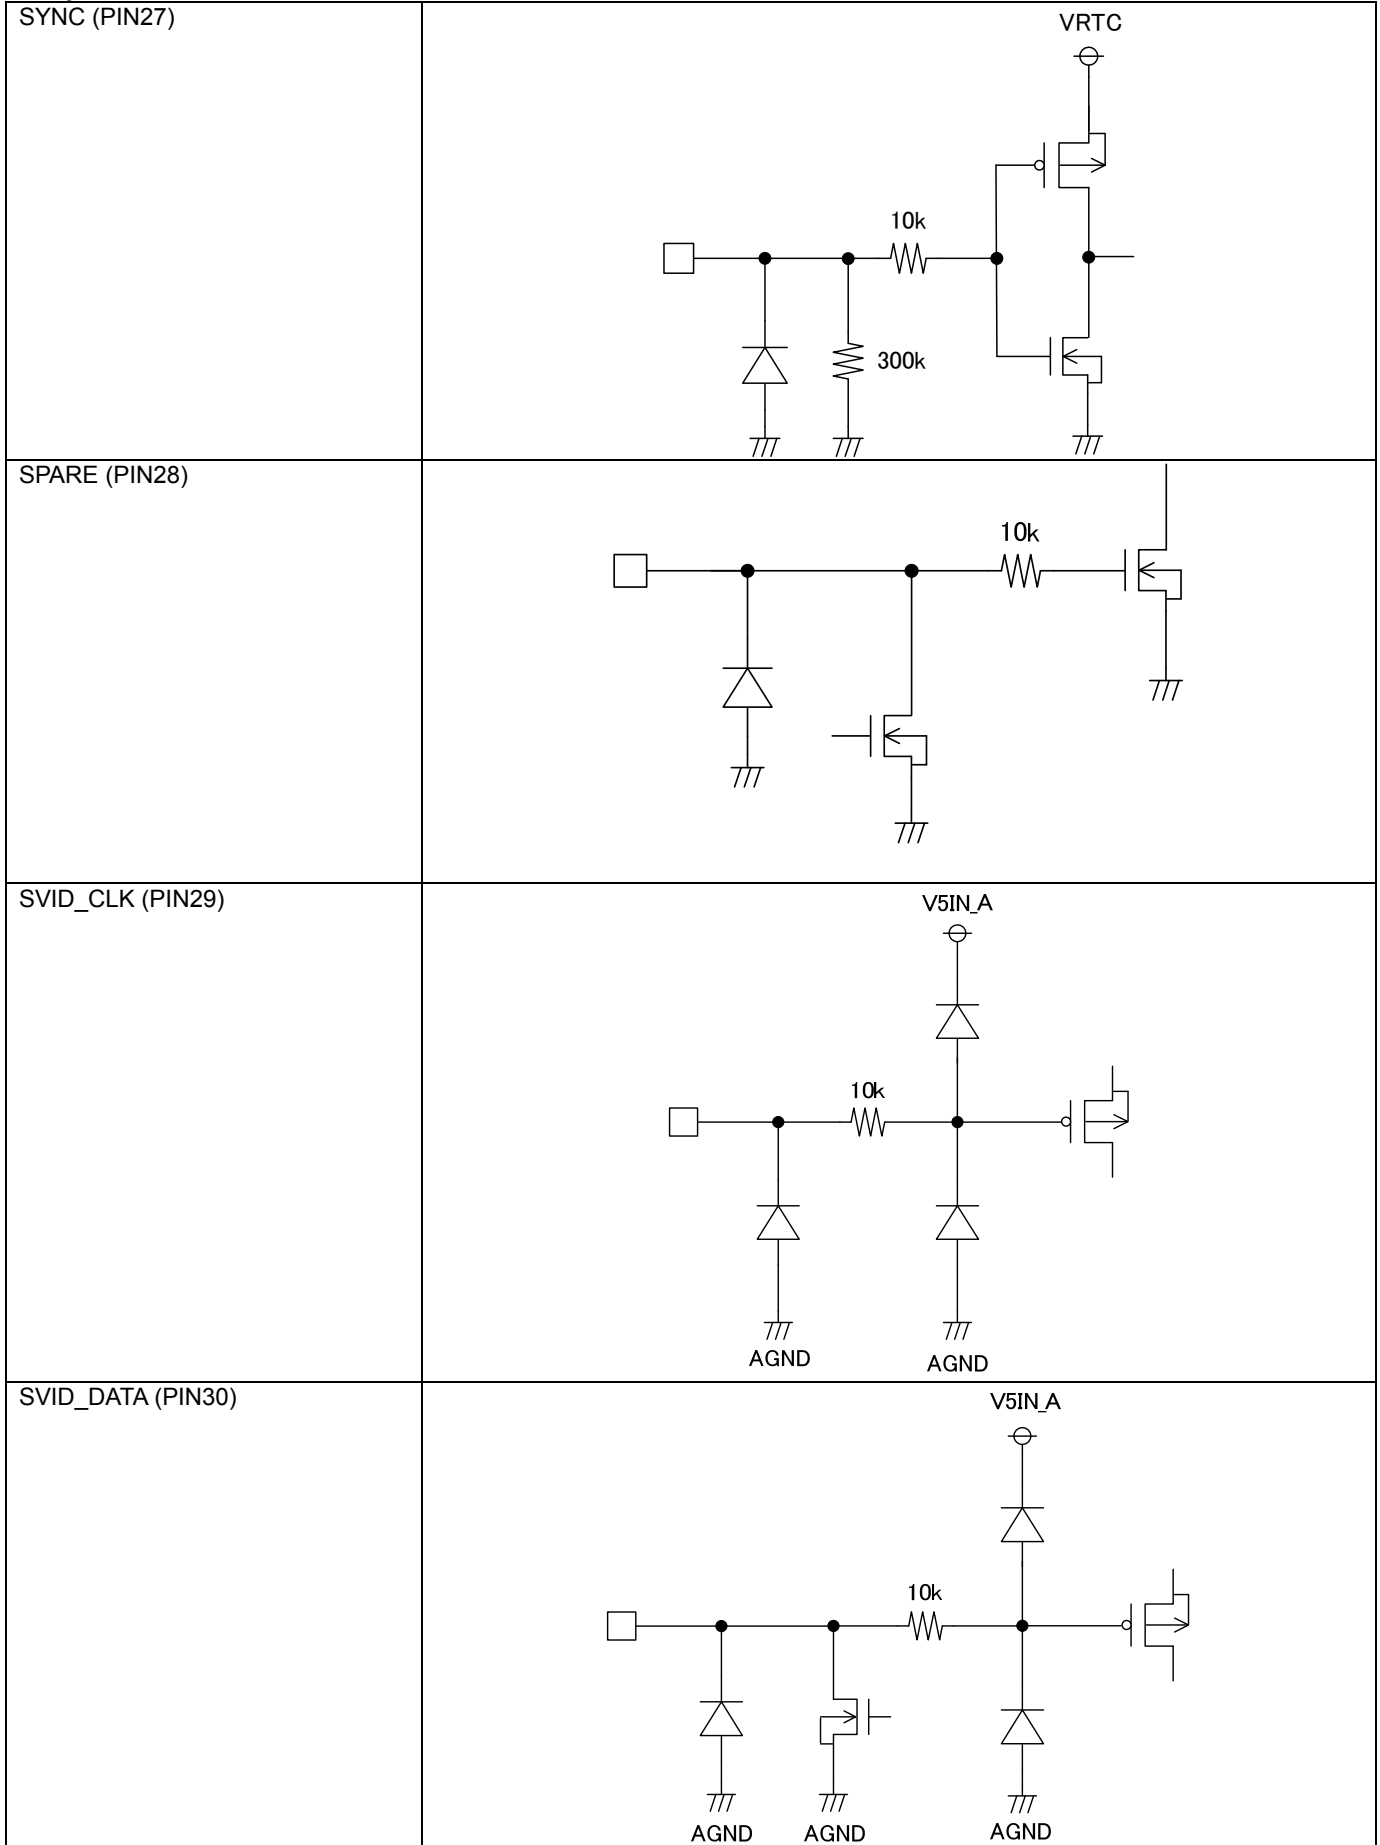 SYNC (PIN27)
VRTC
10k
300k
SPARE (PIN28)
10k
SVID_CLK (PIN29)
V5IN_A
10k
AGND
AGND
SVID_DATA (PIN30)
V5IN_A
10k
AGND
AGND
AGND